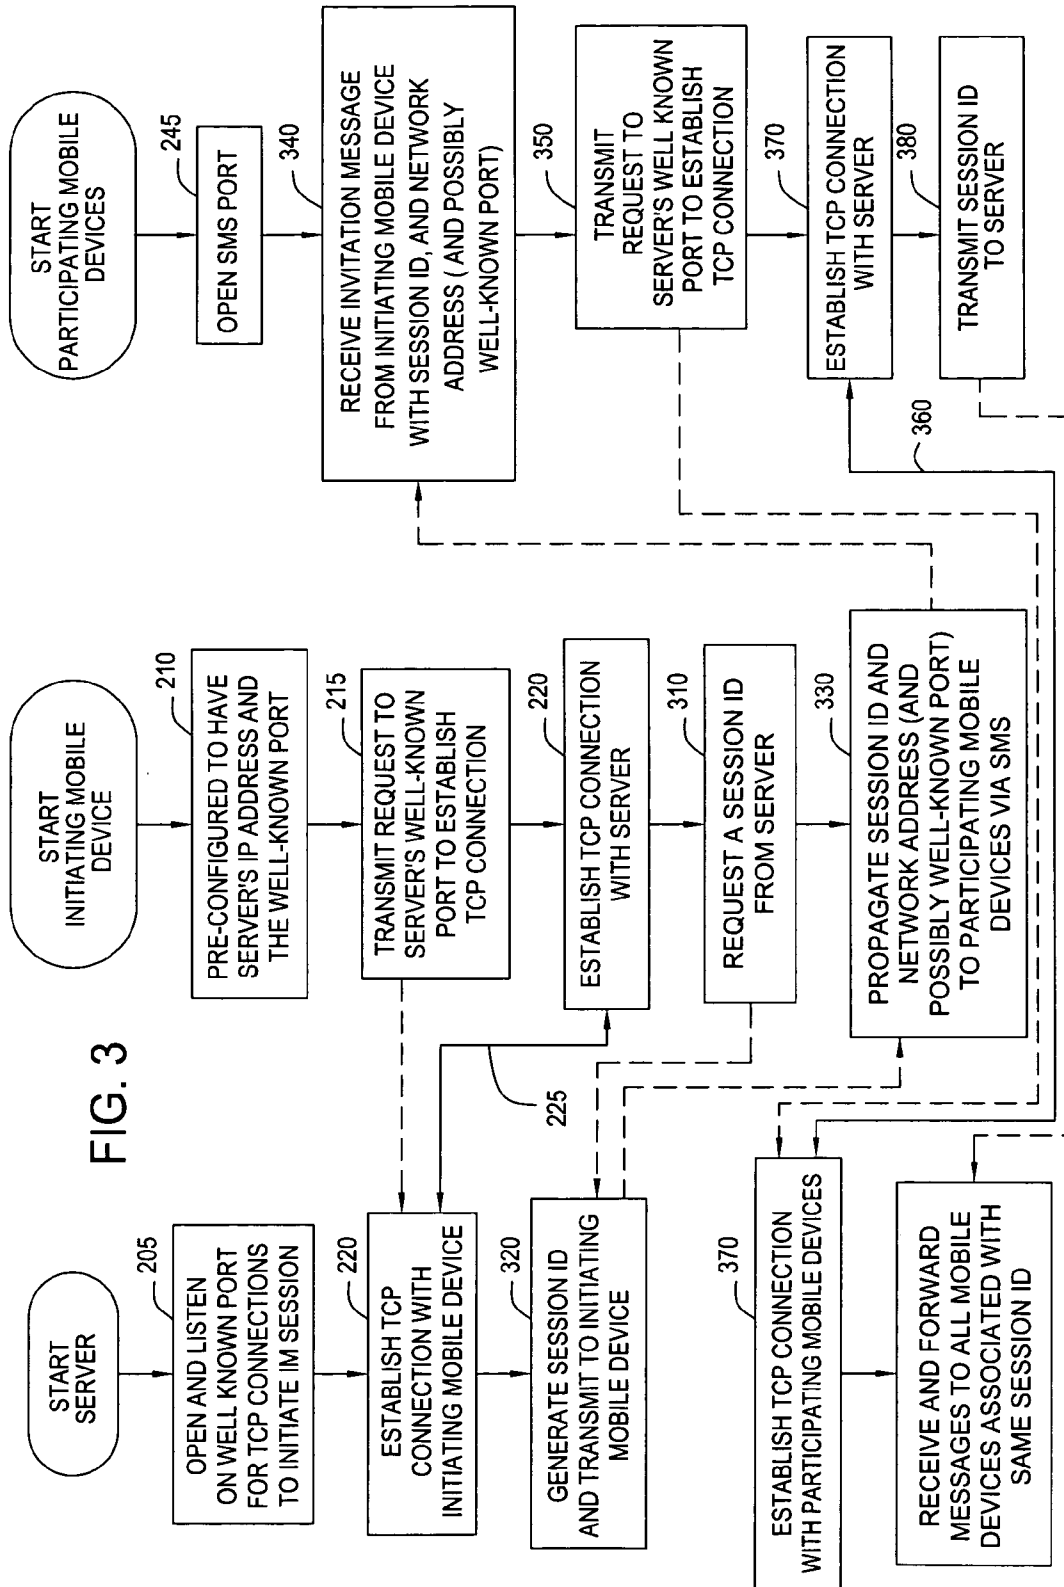 FIG. 3
START
SERVER
205
OPEN AND LISTEN
ON WELL KNOWN PORT
FOR TCP CONNECTIONS
TO INITIATE IM SESSION
220
ESTABLISH TCP
CONNECTION WITH
INITIATING MOBILE DEVICE
320
GENERATE SESSION ID
AND TRANSMIT TO INITIATING
MOBILE DEVICE
370
ESTABLISH TCP CONNECTION
WITH PARTICIPATING MOBILE DEVICES
RECEIVE AND FORWARD
MESSAGES TO ALL MOBILE
DEVICES ASSOCIATED WITH
SAME SESSION ID
START
INITIATING MOBILE
DEVICE
210
PRE-CONFIGURED TO HAVE
SERVER'S IP ADDRESS AND
THE WELL-KNOWN PORT
215
TRANSMIT REQUEST TO
SERVER'S WELL-KNOWN
PORT TO ESTABLISH
TCP CONNECTION
220
ESTABLISH TCP CONNECTION
WITH SERVER
225
310
REQUEST A SESSION ID
FROM SERVER
330
PROPAGATE SESSION ID AND
NETWORK ADDRESS (AND
POSSIBLY WELL-KNOWN PORT)
TO PARTICIPATING MOBILE
DEVICES VIA SMS
START
PARTICIPATING MOBILE
DEVICES
245
OPEN SMS PORT
340
RECEIVE INVITATION MESSAGE
FROM INITIATING MOBILE DEVICE
WITH SESSION ID, AND NETWORK
ADDRESS ( AND POSSIBLY
WELL-KNOWN PORT)
350
TRANSMIT
REQUEST TO
SERVER'S WELL KNOWN
PORT TO ESTABLISH
TCP CONNECTION
370
ESTABLISH TCP CONNECTION
WITH SERVER
360
380
TRANSMIT SESSION ID
TO SERVER